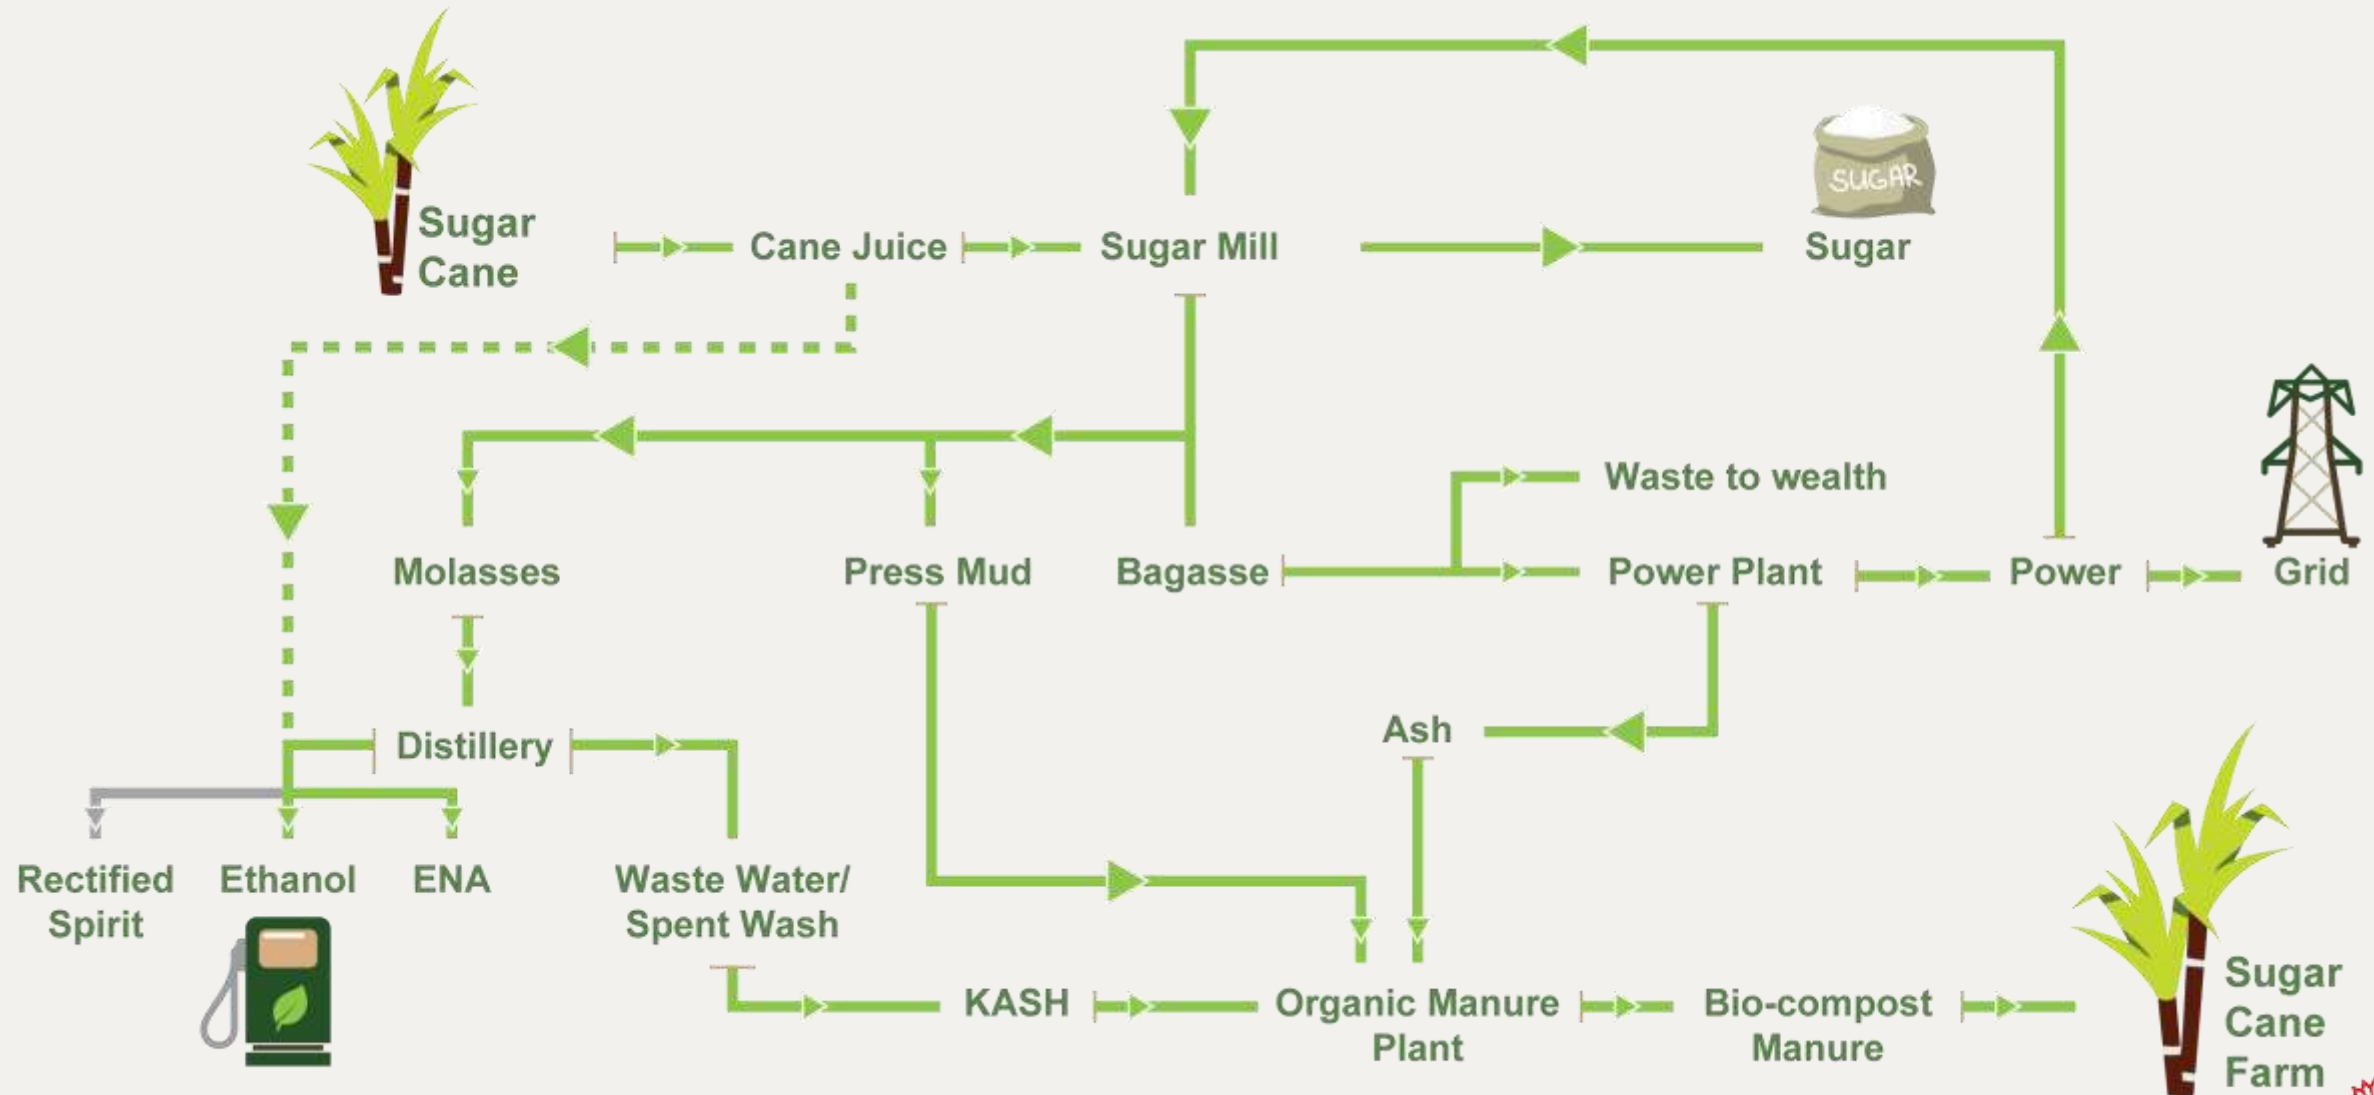 SUGAR
Sugar
Cane
Cane Juice
Sugar Mill
Sugar
Waste to wealth
Molasses
Press Mud
Bagasse
Power Plant
Power
Grid
Distillery
Ash
Rectified
Spirit
Ethanol
ENA
Waste Water/
Spent Wash
KASH
Organic Manure
Plant
Bio-compost
Manure
Sugar
Cane
Farm